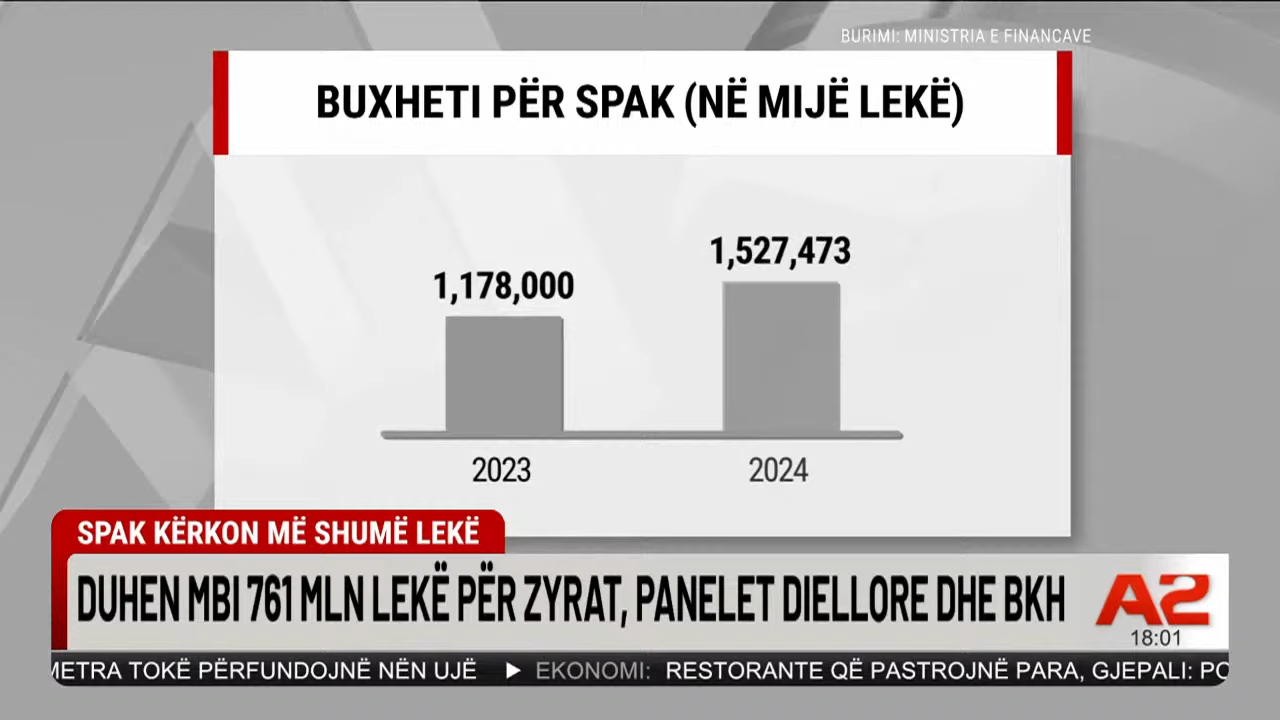 BURIMI: MINISTRIA E FINANCAVE
BUXHETI PËR SPAK (NË MIJË LEKË)
1,178,000
1,527,473
2023
2024
SPAK KËRKON MË SHUMË LEKË
DUHEN MBI 761 MLN LEKË PËR ZYRAT, PANELET DIELLORE DHE BKH
A2
18:01
METRA TOKË PËRFUNDOJNË NËN UJË ▶ EKONOMI: RESTORANTE QË PASTROJNË PARA, GJEPALI: